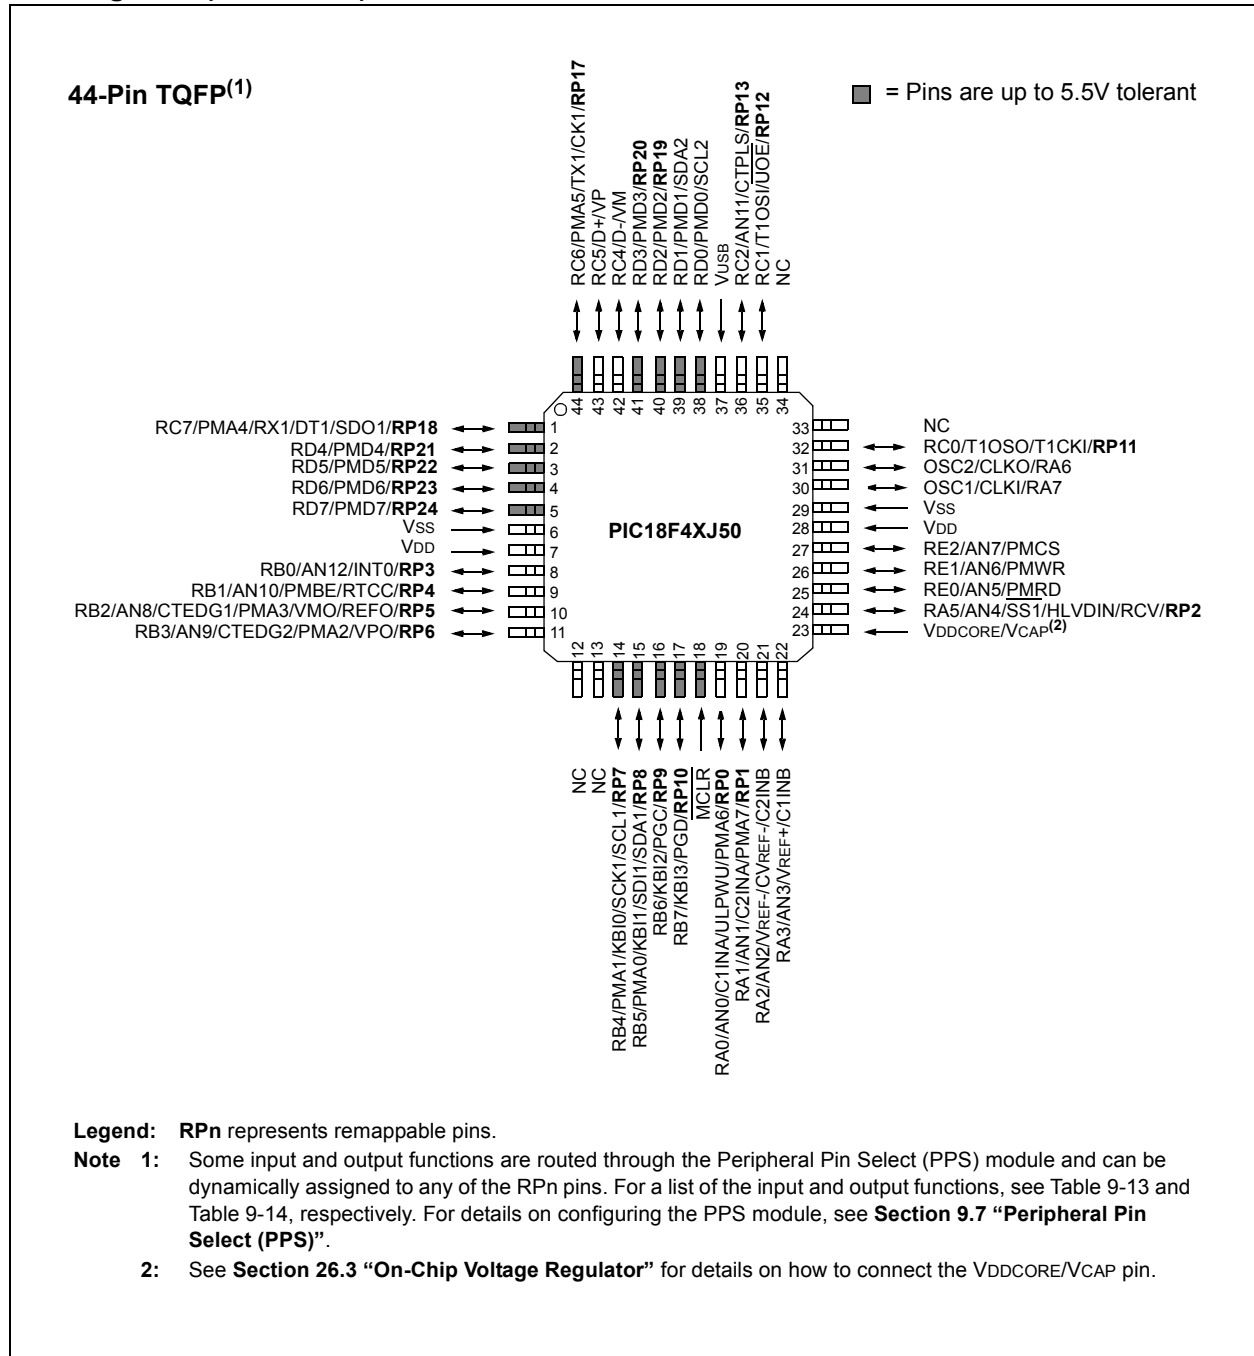 44-Pin TQFP(1)
= Pins are up to 5.5V tolerant
RC6/PMA5/TX1/CK1/RP17
RC5/D+/VP
RC4/D-/VM
RD3/PMD3/RP20
RD2/PMD2/RP19
RD1/PMD1/SDA2
RD0/PMD0/SCL2
VUSB
RC2/AN11/CTPLS/RP13
RC1/T1OSI/UOE/RP12
NC
44 43 42 41 40 39 38 37 36 35 34
RC7/PMA4/RX1/DT1/SDO1/RP18 1
RD4/PMD4/RP21 2
RD5/PMD5/RP22 3
RD6/PMD6/RP23 4
RD7/PMD7/RP24 5
VSS 6
VDD 7
RB0/AN12/INT0/RP3 8
RB1/AN10/PMBE/RTCC/RP4 9
RB2/AN8/CTEDG1/PMA3/VMO/REFO/RP5 10
RB3/AN9/CTEDG2/PMA2/VPO/RP6 11
PIC18F4XJ50
33 NC
32 RC0/T1OSO/T1CKI/RP11
31 OSC2/CLKO/RA6
30 OSC1/CLKI/RA7
29 VSS
28 VDD
27 RE2/AN7/PMCS
26 RE1/AN6/PMWR
25 RE0/AN5/PMRD
24 RA5/AN4/SS1/HLVDIN/RCV/RP2
23 VDDCORE/VCAP(2)
12 13 14 15 16 17 18 19 20 21 22
NC
NC
RB4/PMA1/KBI0/SCK1/SCL1/RP7
RB5/PMA0/KBI1/SDI1/SDA1/RP8
RB6/KBI2/PGC/RP9
RB7/KBI3/PGD/RP10
MCLR
RA0/AN0/C1INA/ULPWU/PMA6/RP0
RA1/AN1/C2INA/PMA7/RP1
RA2/AN2/VREF-/CVREF-/C2INB
RA3/AN3/VREF+/C1INB
Legend: RPn represents remappable pins.
Note 1: Some input and output functions are routed through the Peripheral Pin Select (PPS) module and can be
dynamically assigned to any of the RPn pins. For a list of the input and output functions, see Table 9-13 and
Table 9-14, respectively. For details on configuring the PPS module, see Section 9.7 “Peripheral Pin
Select (PPS)”.
2: See Section 26.3 “On-Chip Voltage Regulator” for details on how to connect the VDDCORE/VCAP pin.